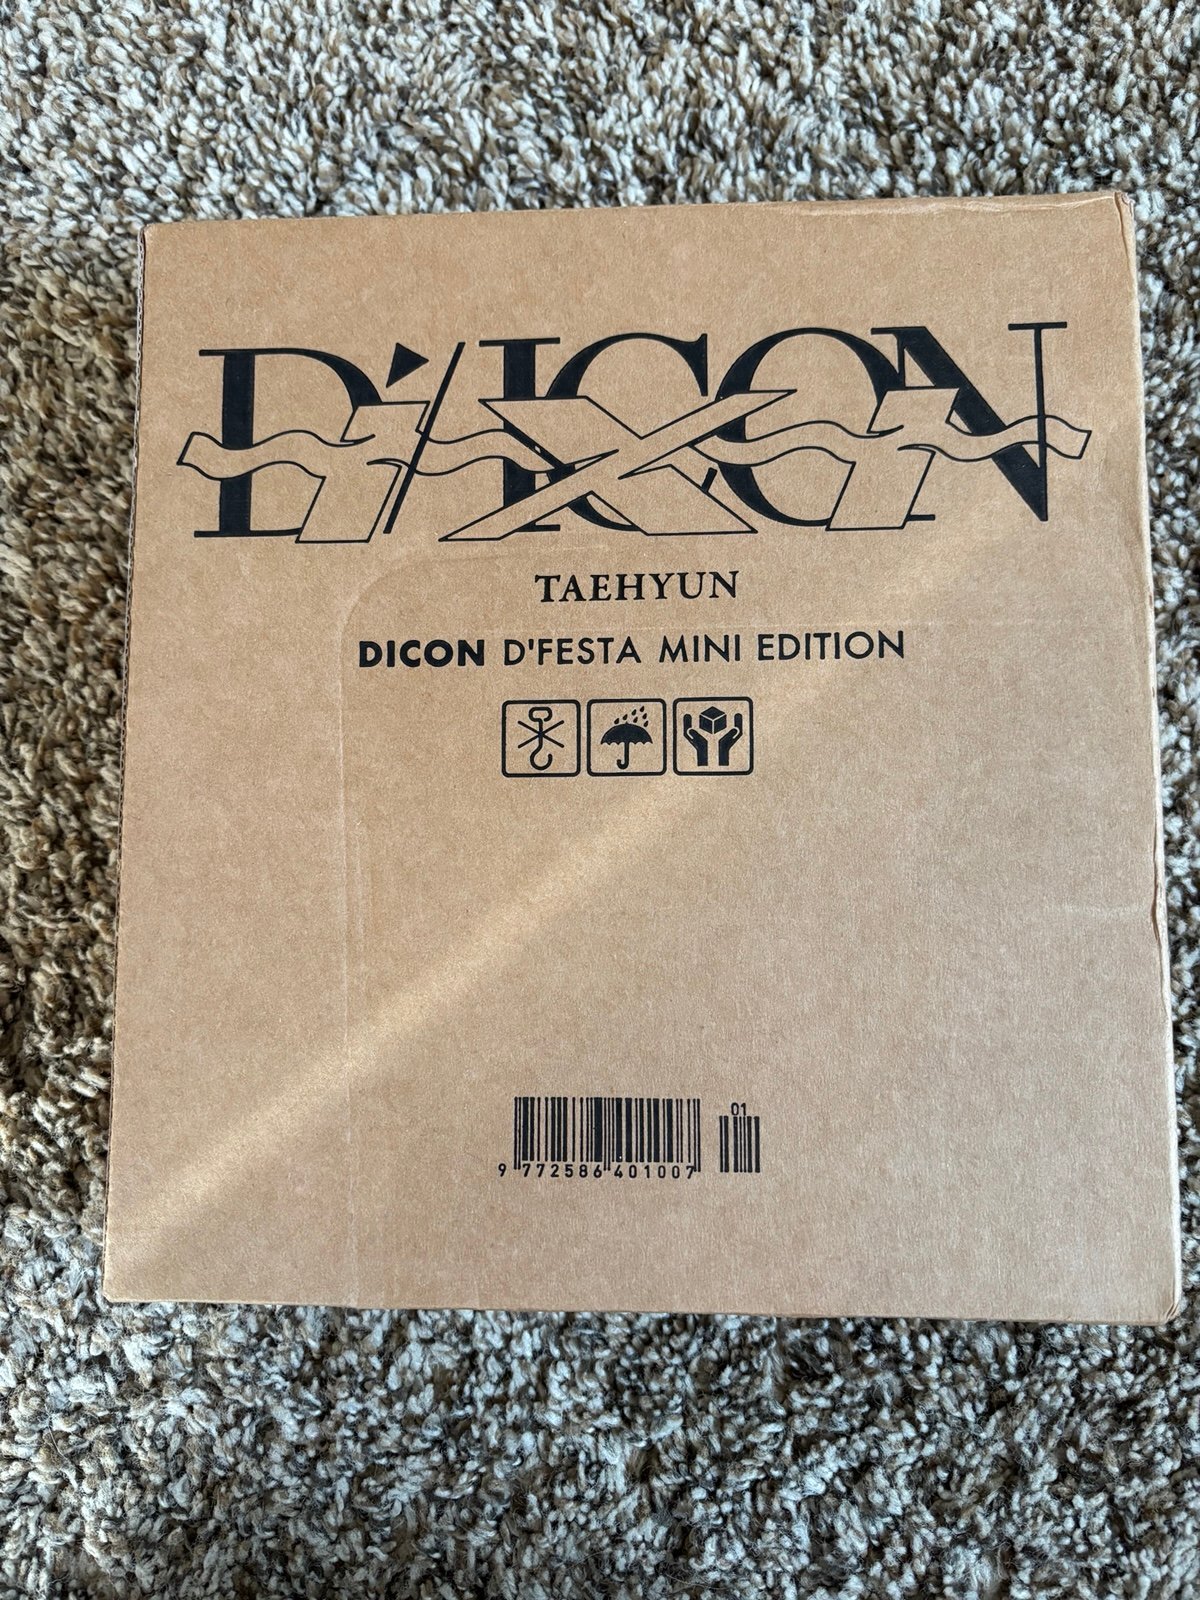 D'/ICON
TAEHYUN
DICON D'FESTA MINI EDITION
01
9 772586 401007